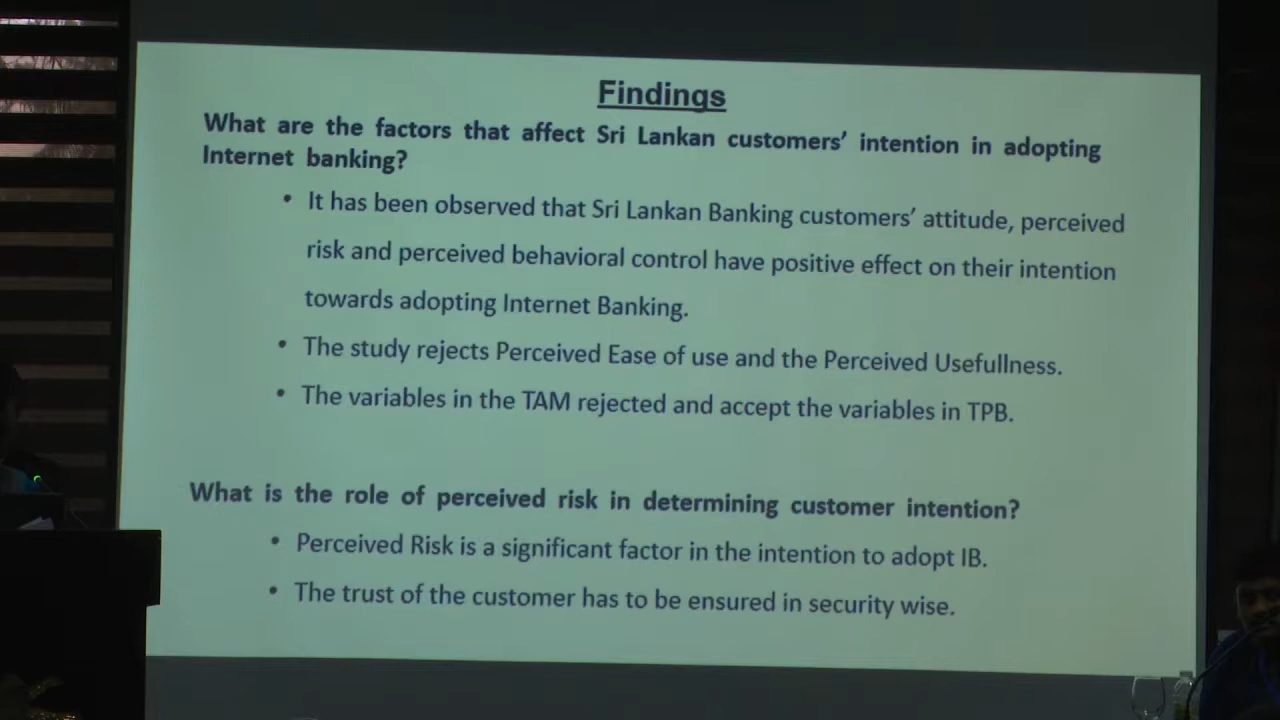 Findings
What are the factors that affect Sri Lankan customers’ intention in adopting
Internet banking?
• It has been observed that Sri Lankan Banking customers’ attitude, perceived
risk and perceived behavioral control have positive effect on their intention
towards adopting Internet Banking.
• The study rejects Perceived Ease of use and the Perceived Usefullness.
• The variables in the TAM rejected and accept the variables in TPB.
What is the role of perceived risk in determining customer intention?
• Perceived Risk is a significant factor in the intention to adopt IB.
• The trust of the customer has to be ensured in security wise.